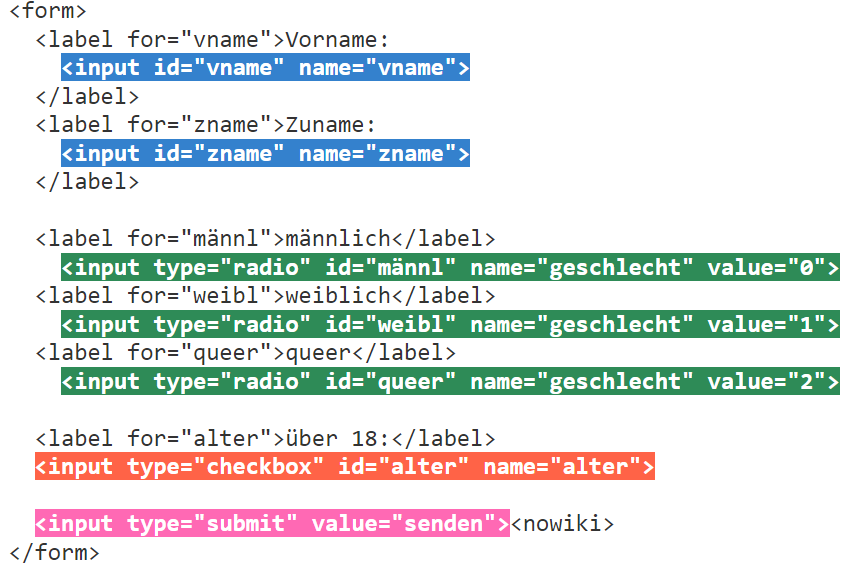 <form>
<label for="vname">Vorname:
<input id="vname" name="vname">
</label>
<label for="zname">Zuname:
<input id="zname" name="zname">
</label>
<label for="männl">männlich</label>
<input type="radio" id="männl" name="geschlecht" value="0">
<label for="weibl">weiblich</label>
<input type="radio" id="weibl" name="geschlecht" value="1">
<label for="queer">queer</label>
<input type="radio" id="queer" name="geschlecht" value="2">
<label for="alter">über 18:</label>
<input type="checkbox" id="alter" name="alter">
<input type="submit" value="senden"><nowiki>
</form>